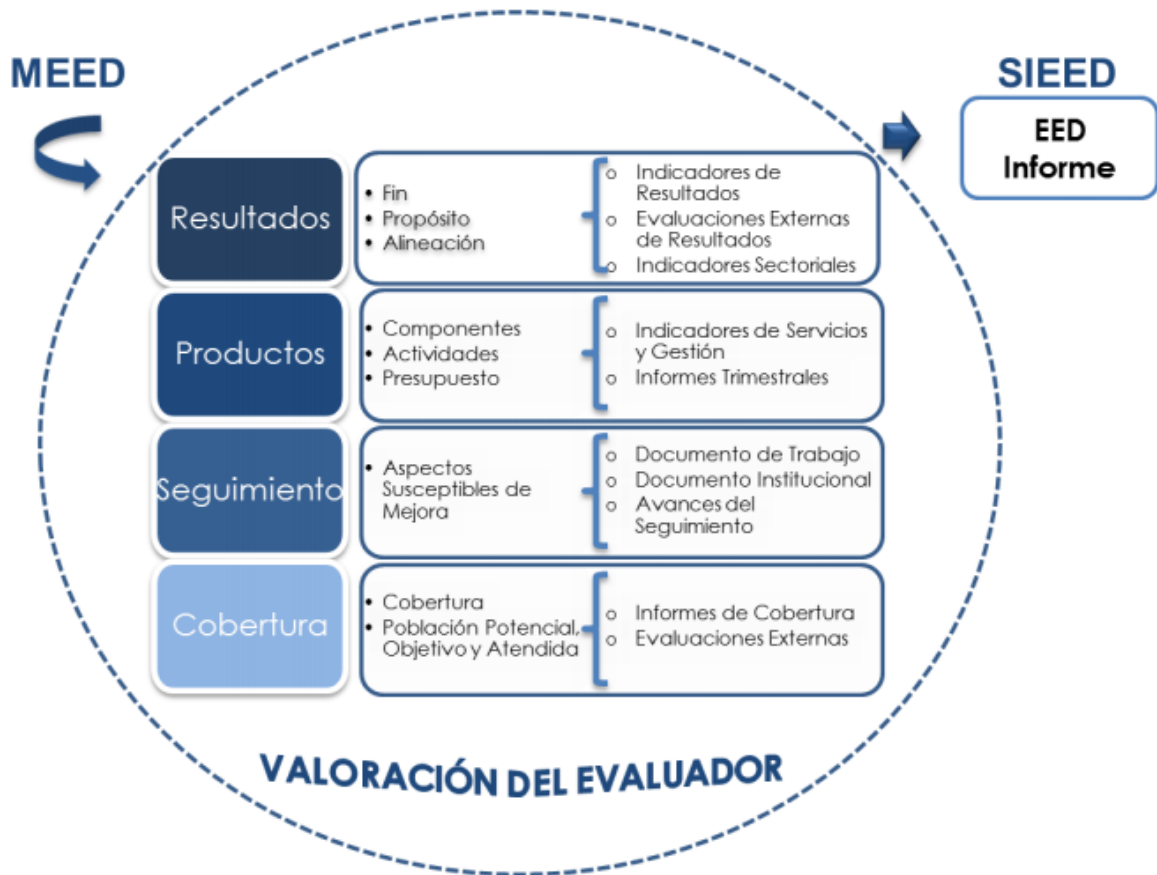 MEED
SIEED
EED
Informe
Resultados
• Fin
• Propósito
• Alineación
o Indicadores de
Resultados
o Evaluaciones Externas
de Resultados
o Indicadores Sectoriales
Productos
• Componentes
• Actividades
• Presupuesto
o Indicadores de Servicios
y Gestión
o Informes Trimestrales
Seguimiento
• Aspectos
Susceptibles de
Mejora
o Documento de Trabajo
o Documento Institucional
o Avances del
Seguimiento
Cobertura
• Cobertura
• Población Potencial,
Objetivo y Atendida
o Informes de Cobertura
o Evaluaciones Externas
VALORACIÓN DEL EVALUADOR